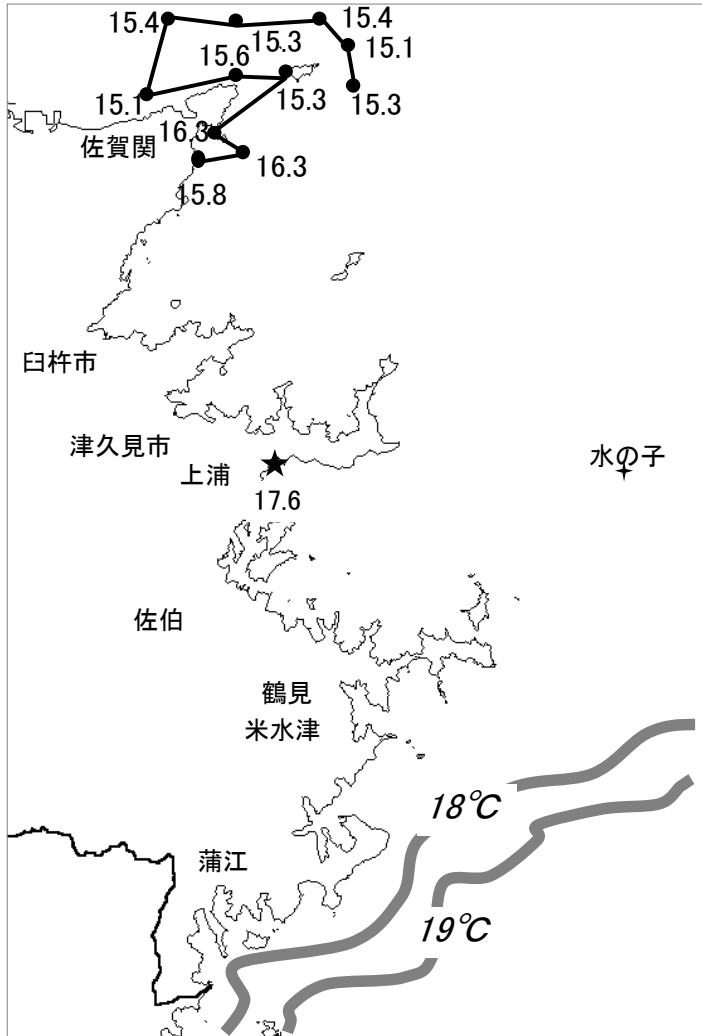 15.4
15.4
15.3
15.1
15.6
15.3
15.3
15.1
16.3
佐賀関
16.3
15.8
臼杵市
津久見市
上浦
水の子
17.6
佐伯
鶴見
米水津
18℃
蒲江
19℃